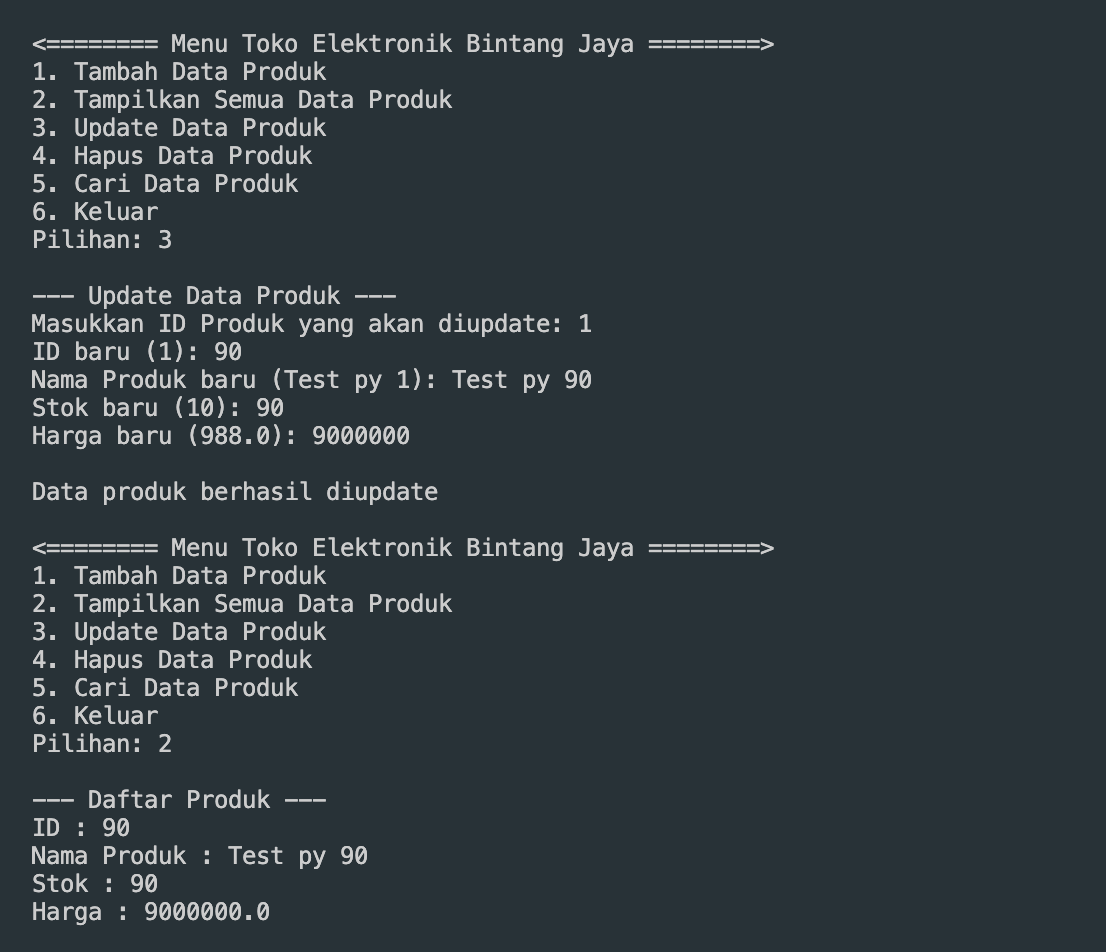 <======== Menu Toko Elektronik Bintang Jaya ========>
1. Tambah Data Produk
2. Tampilkan Semua Data Produk
3. Update Data Produk
4. Hapus Data Produk
5. Cari Data Produk
6. Keluar
Pilihan: 3
--- Update Data Produk ---
Masukkan ID Produk yang akan diupdate: 1
ID baru (1): 90
Nama Produk baru (Test py 1): Test py 90
Stok baru (10): 90
Harga baru (988.0): 9000000
Data produk berhasil diupdate
<======== Menu Toko Elektronik Bintang Jaya ========>
1. Tambah Data Produk
2. Tampilkan Semua Data Produk
3. Update Data Produk
4. Hapus Data Produk
5. Cari Data Produk
6. Keluar
Pilihan: 2
--- Daftar Produk ---
ID : 90
Nama Produk : Test py 90
Stok : 90
Harga : 9000000.0